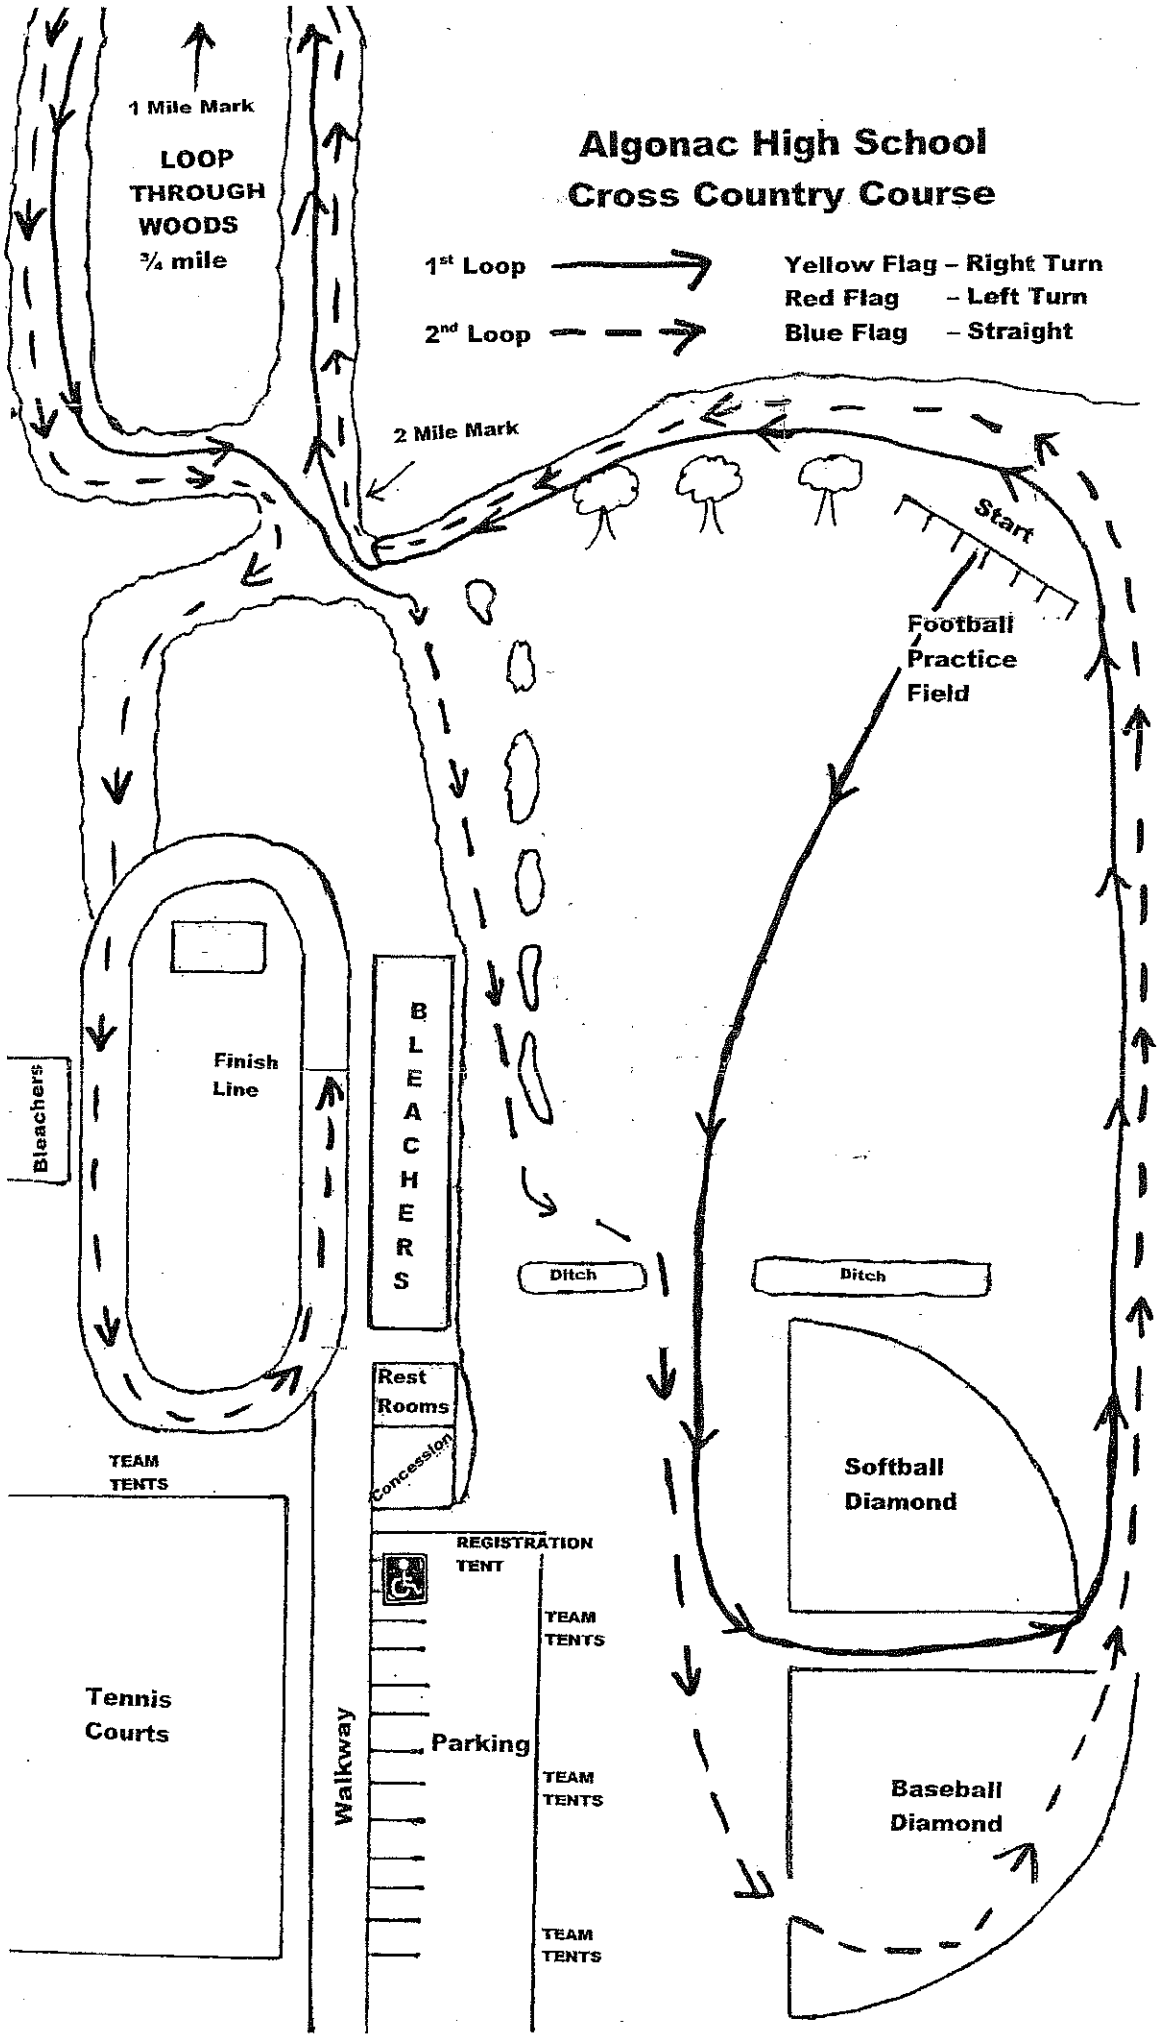 1 Mile Mark
LOOP
THROUGH
WOODS
¾ mile
Algonac High School
Cross Country Course
1st Loop
2nd Loop
Yellow Flag – Right Turn
Red Flag – Left Turn
Blue Flag – Straight
2 Mile Mark
Start
Football
Practice
Field
Finish
Line
Bleachers
BLEACHERS
Ditch
Ditch
Rest
Rooms
Concession
Softball
Diamond
TEAM
TENTS
REGISTRATION
TENT
TEAM
TENTS
Tennis
Courts
Walkway
Parking
TEAM
TENTS
Baseball
Diamond
TEAM
TENTS